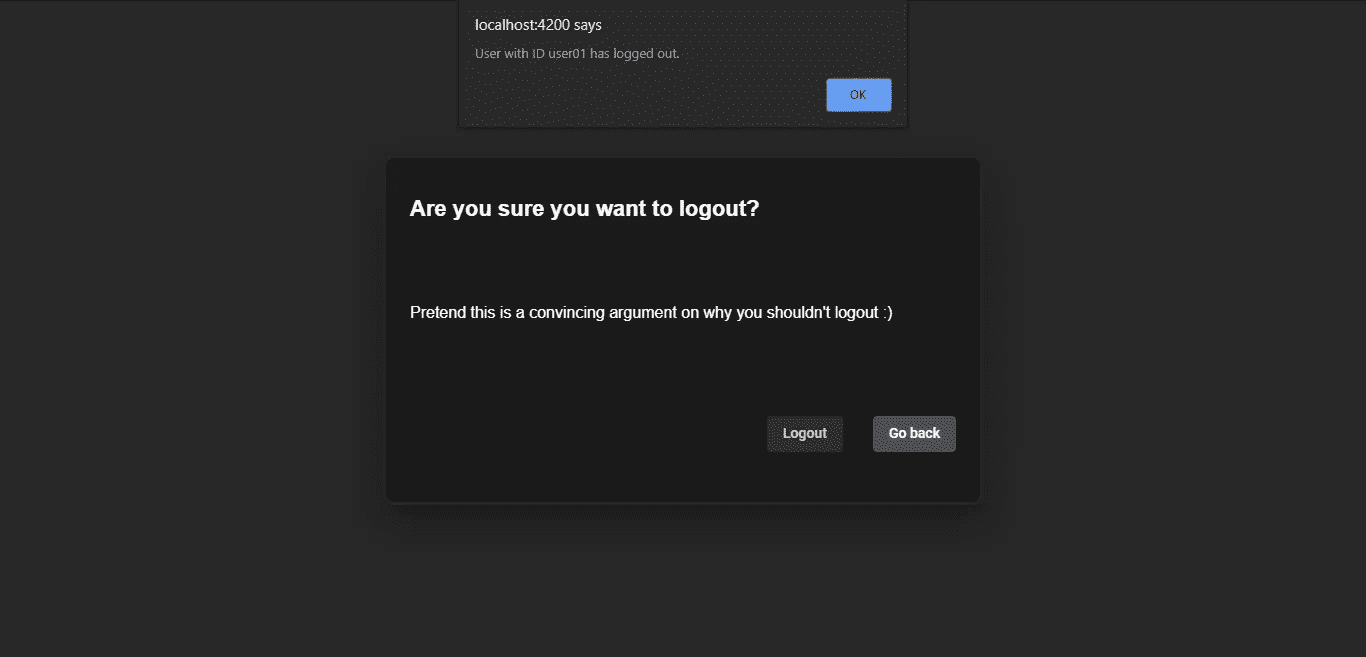 localhost:4200 says
User with ID user01 has logged out.
OK
Are you sure you want to logout?
Pretend this is a convincing argument on why you shouldn't logout :)
Logout
Go back